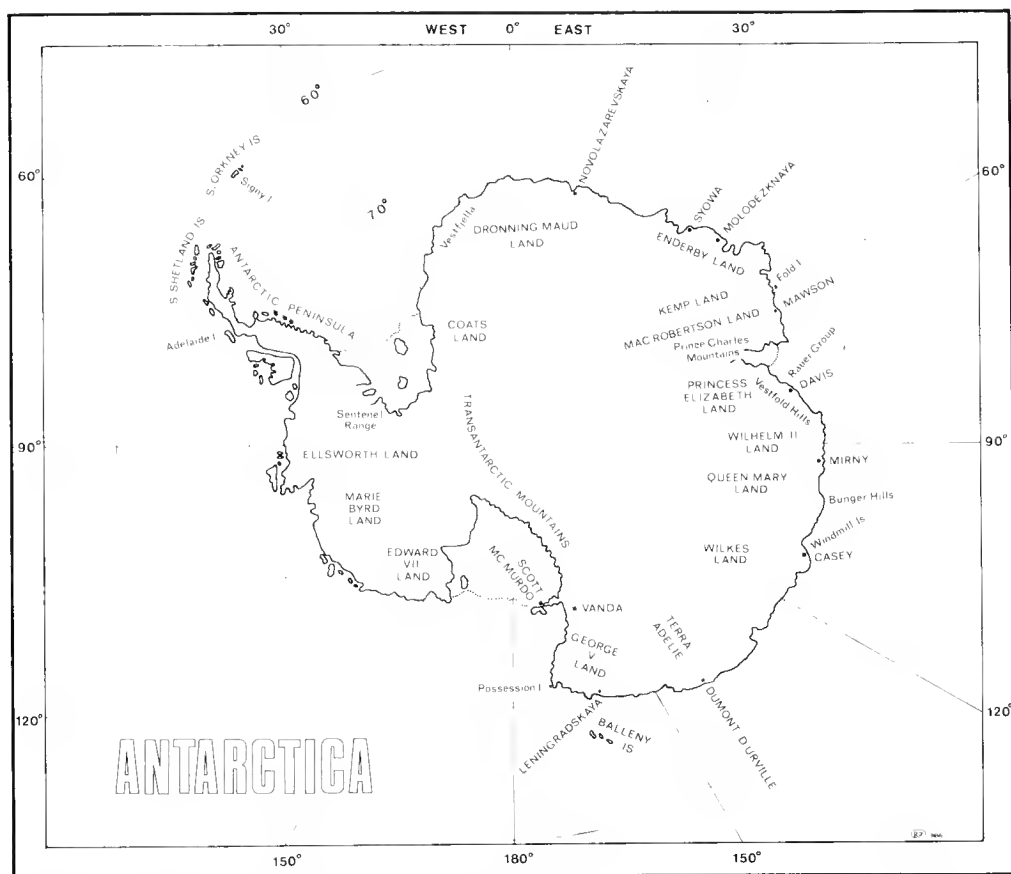 30°
WEST
0°
EAST
30°
60°
60°
60°
70°
S. ORKNEY IS
Signy I
S SHETLAND IS
ANTARCTIC PENINSULA
Adelaide I
NOVOLAZAREVSKAYA
Vestfjella
DRONNING MAUD
LAND
SYOWA
MOLODEZKNAYA
ENDERBY LAND
Fold I
KEMP LAND
MAWSON
COATS
LAND
MAC ROBERTSON LAND
Prince Charles
Mountains
Rauer Group
DAVIS
Vestfold Hills
PRINCESS
ELIZABETH
LAND
Sentenel
Range
TRANSANTARCTIC MOUNTAINS
90°
90°
ELLSWORTH LAND
WILHELM II
LAND
MIRNY
QUEEN MARY
LAND
Bunger Hills
MARIE
BYRD
LAND
Windmill Is
CASEY
WILKES
LAND
EDWARD
VII
LAND
SCOTT
MC MURDO
VANDA
TERRA
ADELIE
GEORGE
V
LAND
Possession I
LENINGRADSKAYA
BALLENY
IS
DUMONT D'URVILLE
120°
120°
ANTARCTICA
150°
180°
150°